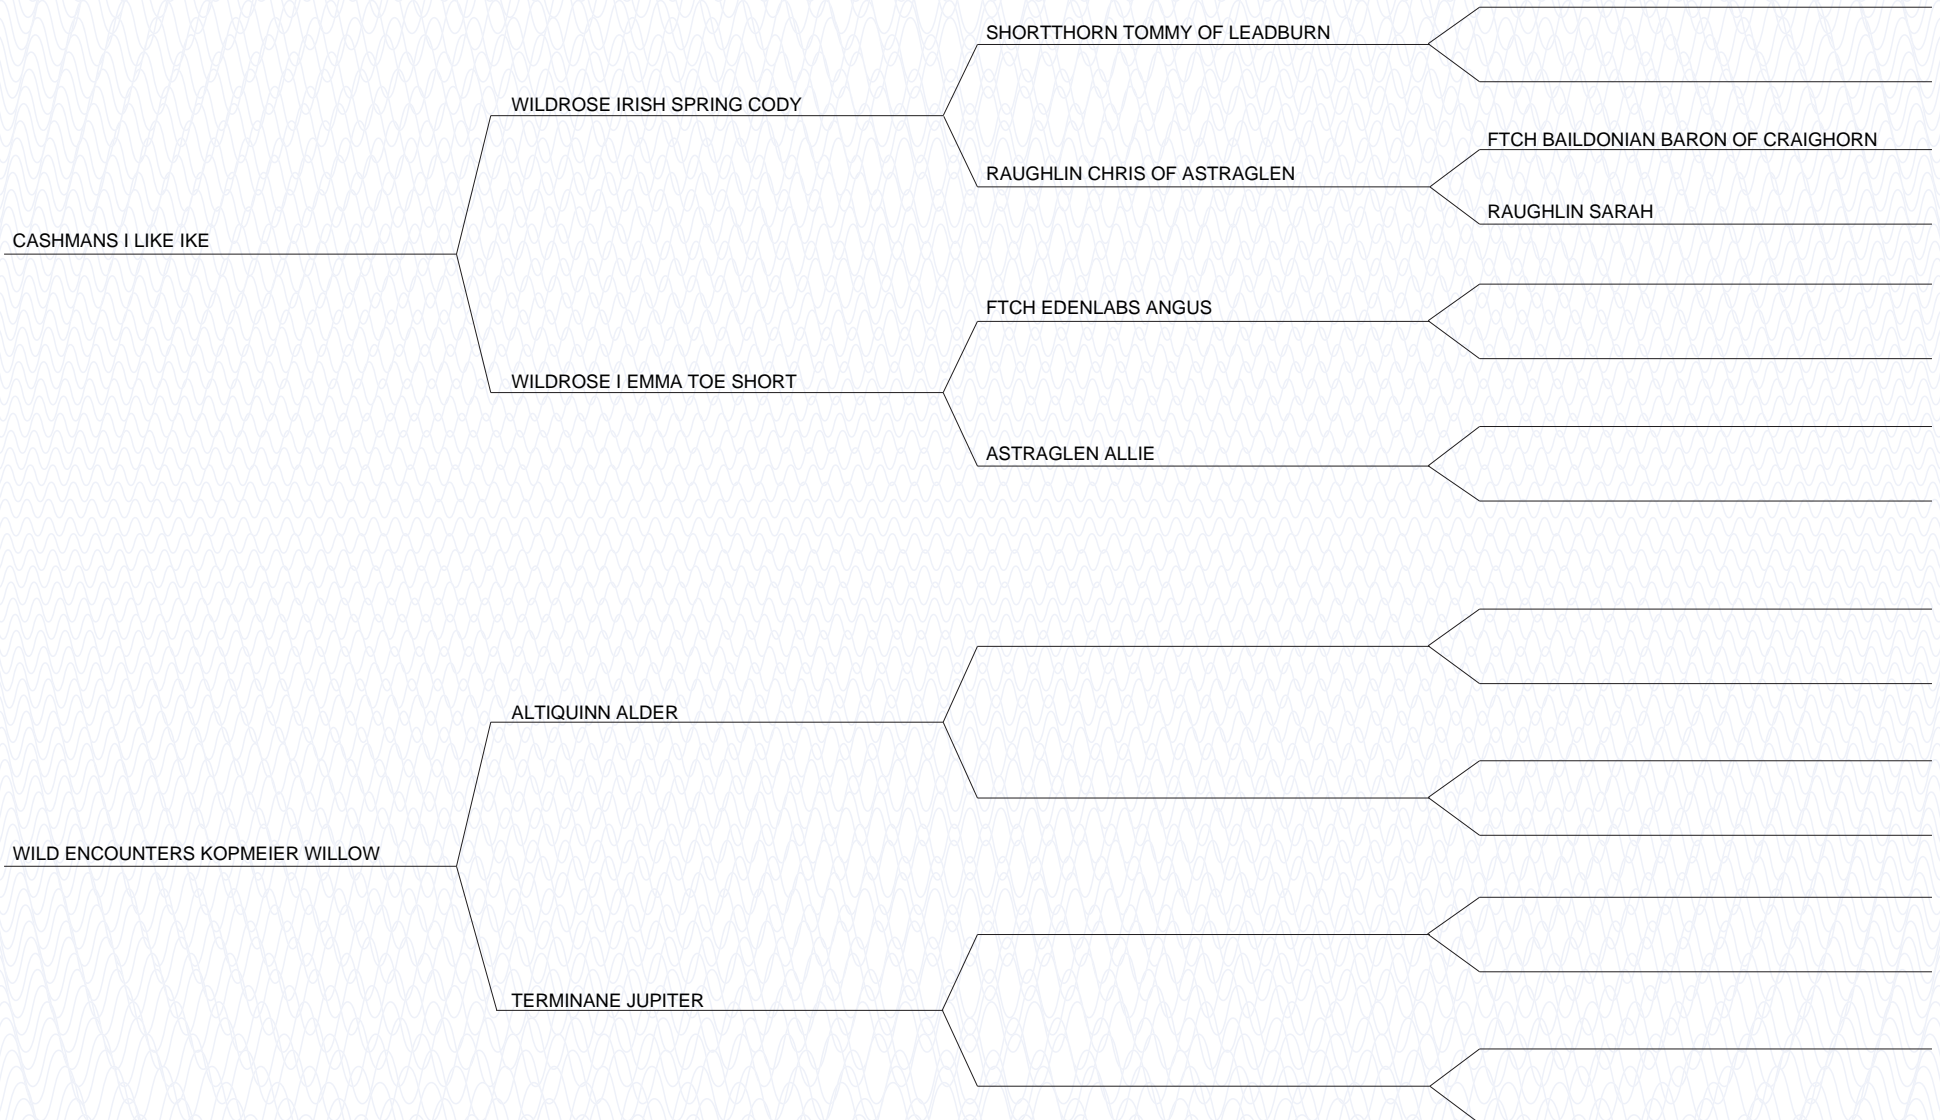 SHORTTHORN TOMMY OF LEADBURN
WILDROSE IRISH SPRING CODY
FTCH BAILDONIAN BARON OF CRAIGHORN
RAUGHLIN CHRIS OF ASTRAGLEN
RAUGHLIN SARAH
CASHMANS I LIKE IKE
FTCH EDENLABS ANGUS
WILDROSE I EMMA TOE SHORT
ASTRAGLEN ALLIE
ALTIQUINN ALDER
WILD ENCOUNTERS KOPMEIER WILLOW
TERMINANE JUPITER